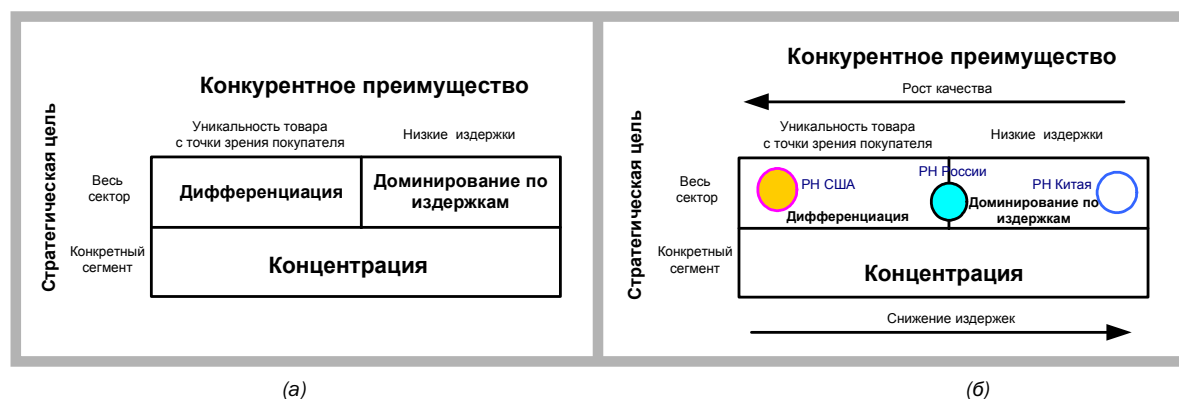 Конкурентное преимущество
Стратегическая цель
Уникальность товара
с точки зрения покупателя
Низкие издержки
Весь
сектор
Дифференциация
Доминирование по
издержкам
Конкретный
сегмент
Концентрация
(а)
Конкурентное преимущество
Рост качества
Стратегическая цель
Уникальность товара
с точки зрения покупателя
Низкие издержки
Весь
сектор
РН США
РН России
РН Китая
Дифференциация
Доминирование по
издержкам
Конкретный
сегмент
Концентрация
Снижение издержек
(б)